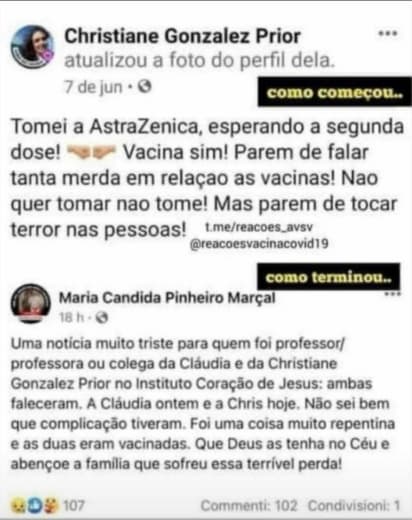 Christiane Gonzalez Prior
atualizou a foto do perfil dela.
7 de jun
como começou..
Tomei a AstraZenica, esperando a segunda
dose! Vacina sim! Parem de falar
tanta merda em relaçao as vacinas! Nao
quer tomar nao tome! Mas parem de tocar
terror nas pessoas! t.me/reacoes_avsv
@reacoesvacinacovid19
como terminou..
Maria Candida Pinheiro Marçal
18 h
Uma notícia muito triste para quem foi professor/
professora ou colega da Cláudia e da Christiane
Gonzalez Prior no Instituto Coração de Jesus: ambas
faleceram. A Cláudia ontem e a Chris hoje. Não sei bem
que complicação tiveram. Foi uma coisa muito repentina
e as duas eram vacinadas. Que Deus as tenha no Céu e
abençoe a família que sofreu essa terrível perda!
107 Commenti: 102 Condivisioni: 1